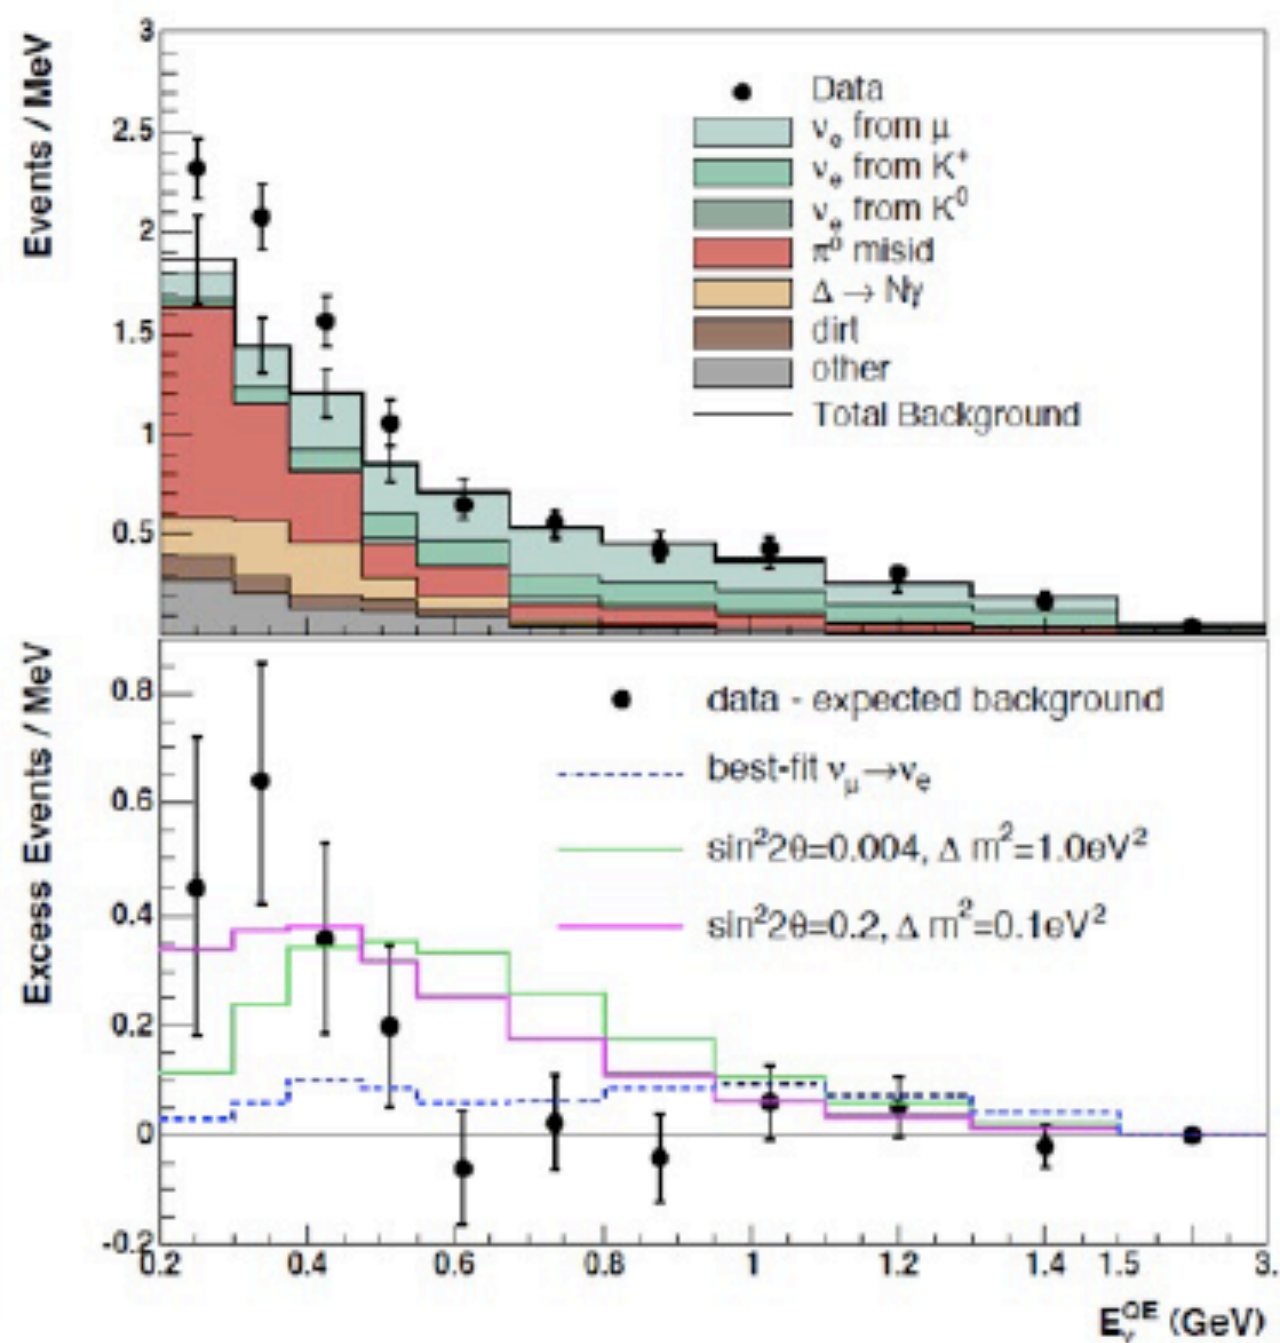 Events / MeV
3
2.5
2
1.5
1
0.5
Data
νe from μ
νe from K⁺
νe from K⁰
π⁰ misid
Δ → Nγ
dirt
other
Total Background
Excess Events / MeV
0.8
0.6
0.4
0.2
0
-0.2
data - expected background
best-fit νμ→νe
sin²2θ=0.004, Δ m²=1.0eV²
sin²2θ=0.2, Δ m²=0.1eV²
0.2 0.4 0.6 0.8 1 1.2 1.4 1.5 3.
EνQE (GeV)